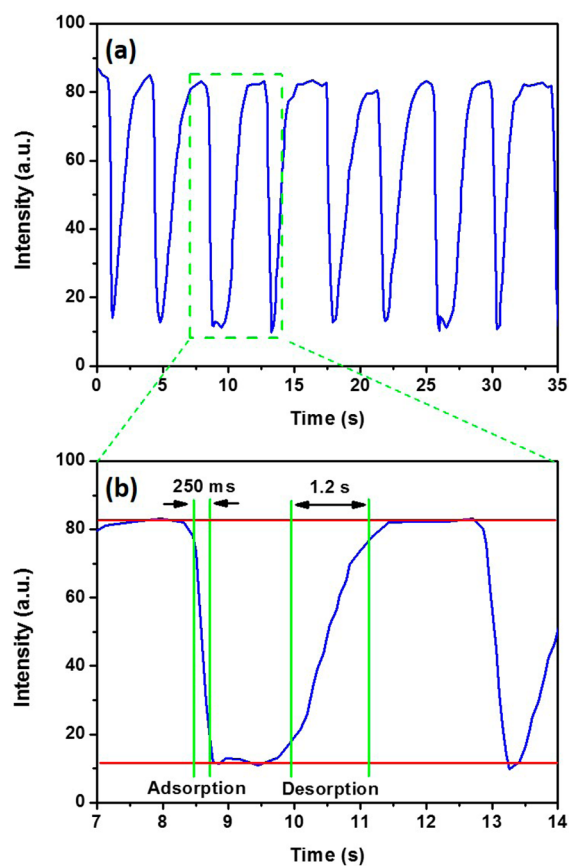 (a)
100
80
60
40
20
0
Intensity (a.u.)
0 5 10 15 20 25 30 35
Time (s)
(b)
250 ms
1.2 s
100
80
60
40
20
0
Intensity (a.u.)
Adsorption Desorption
7 8 9 10 11 12 13 14
Time (s)